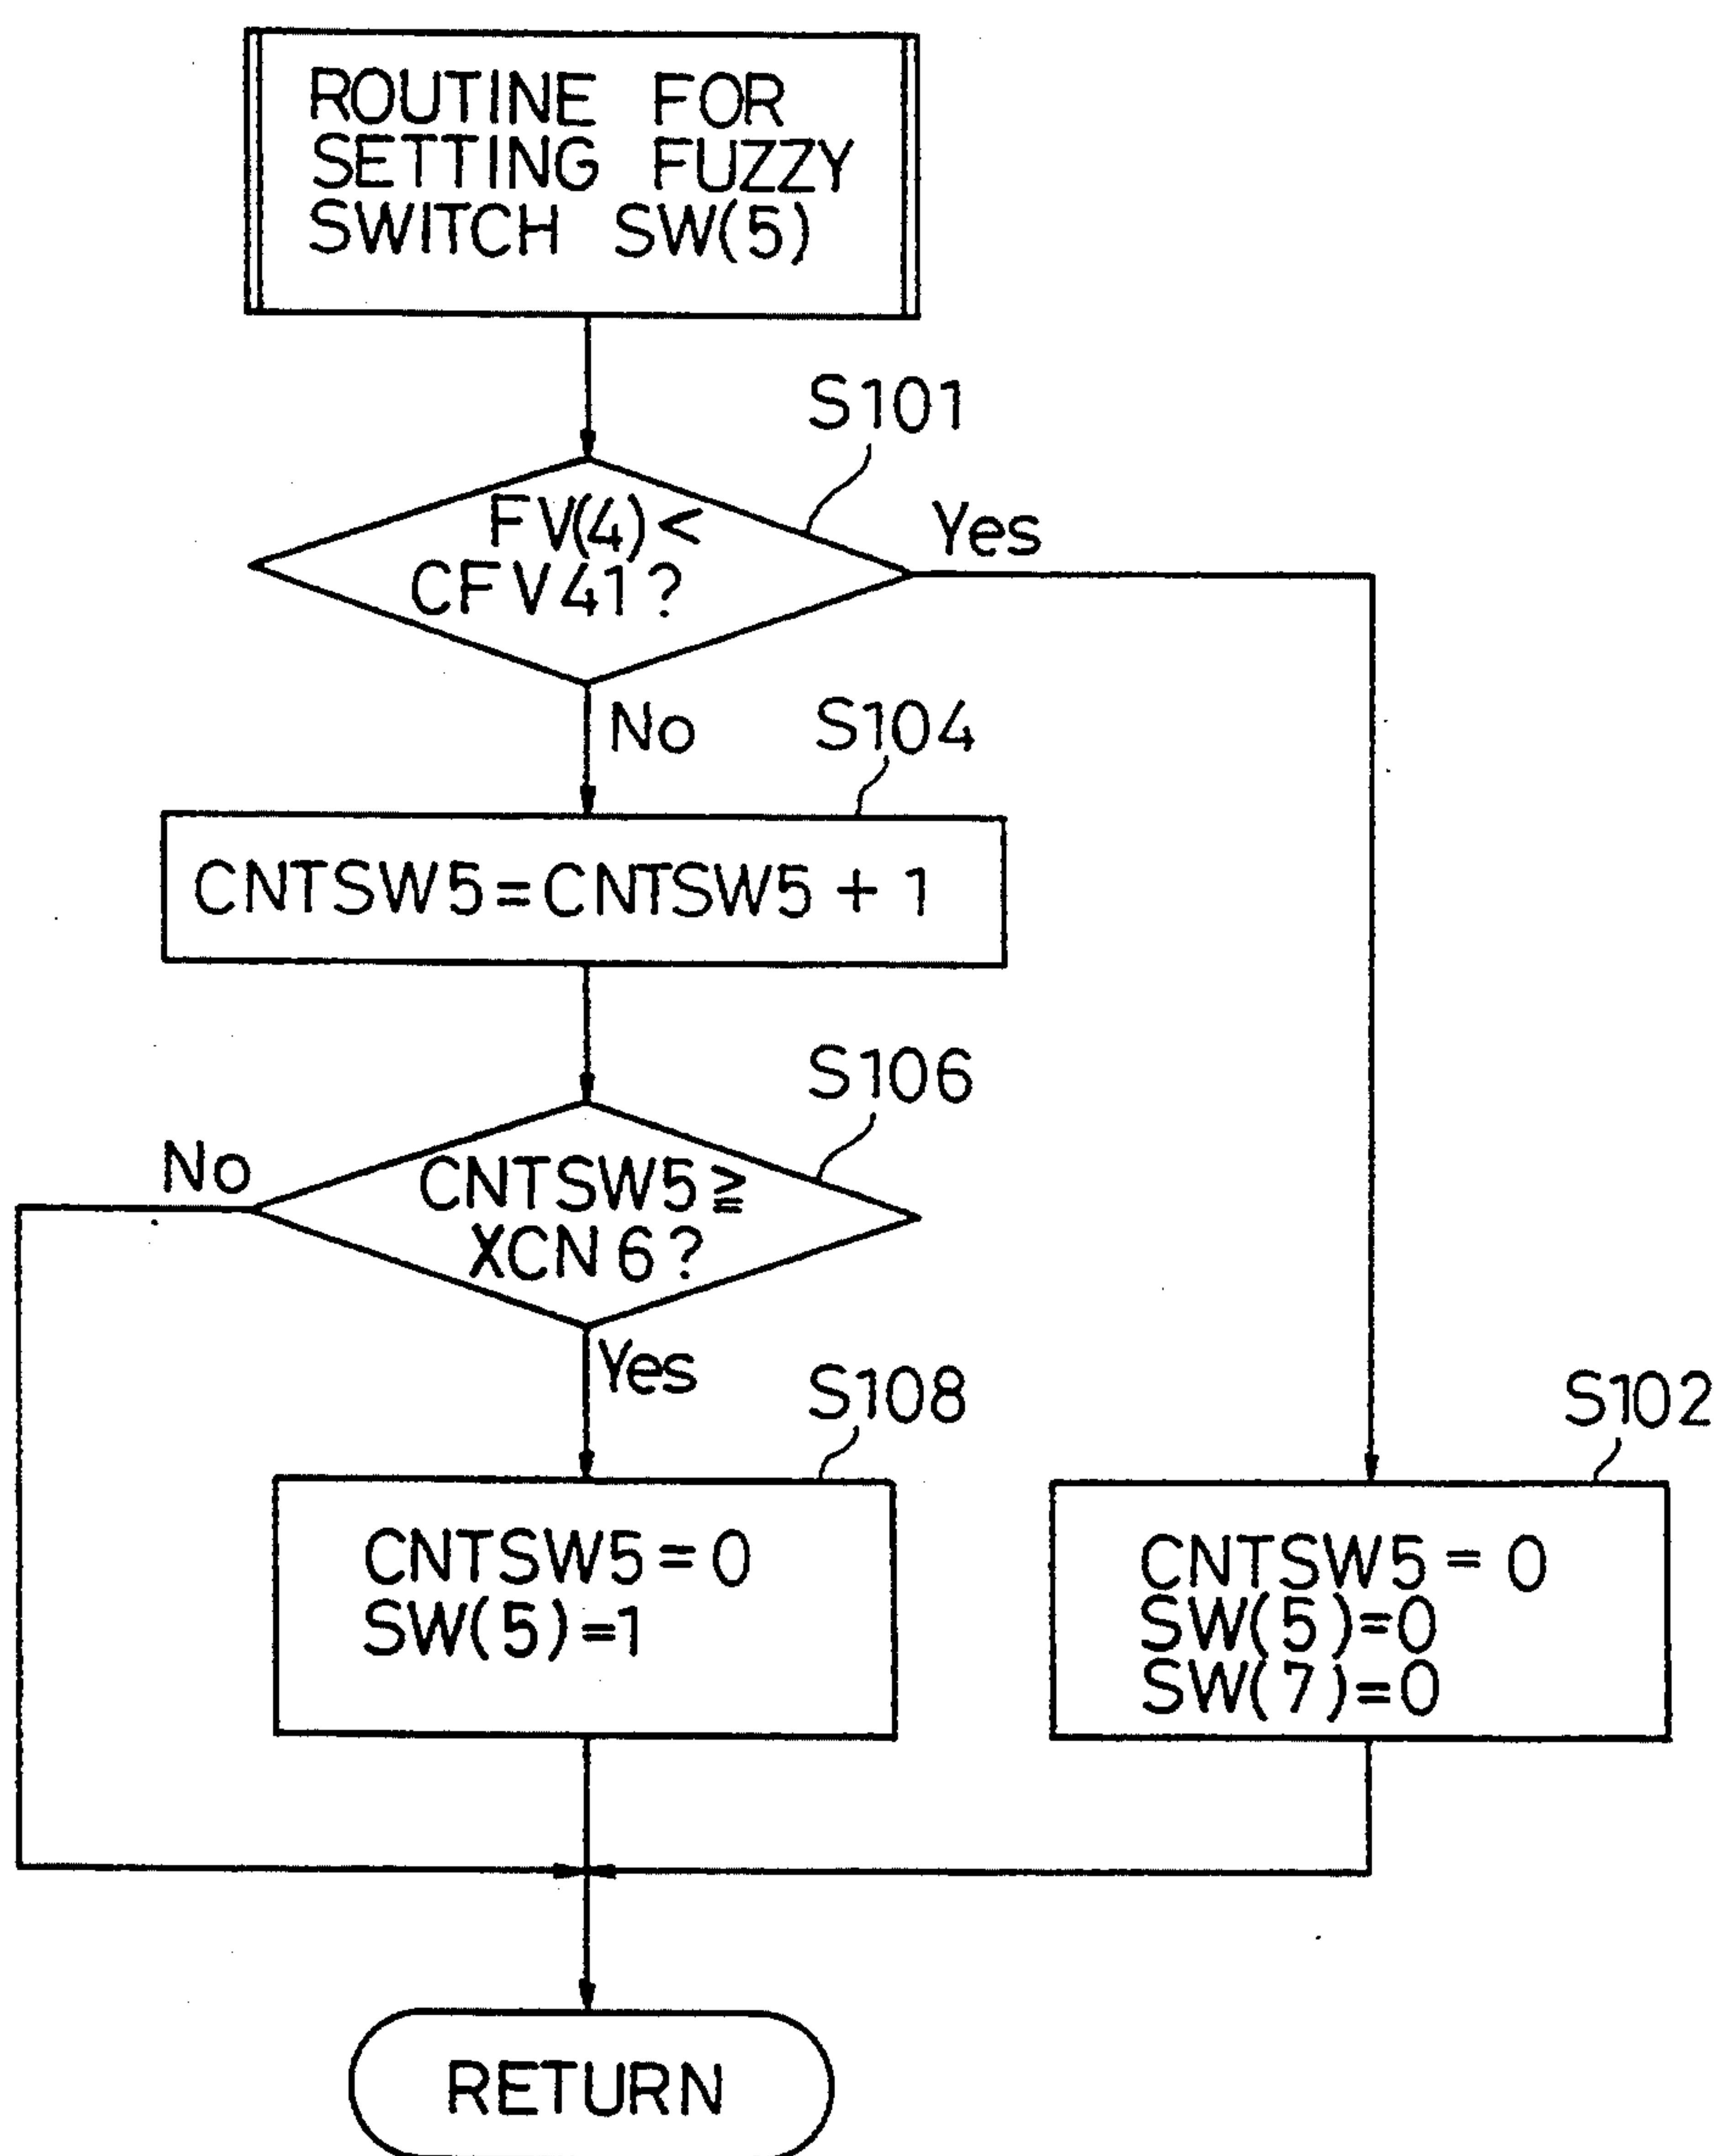 ROUTINE FOR
SETTING FUZZY
SWITCH SW(5)
S101
FV(4)<
CFV41?
Yes
No
S104
CNTSW5=CNTSW5+1
S106
No
CNTSW5≧
XCN6?
Yes
S108
S102
CNTSW5=0
SW(5)=1
CNTSW5=0
SW(5)=0
SW(7)=0
RETURN